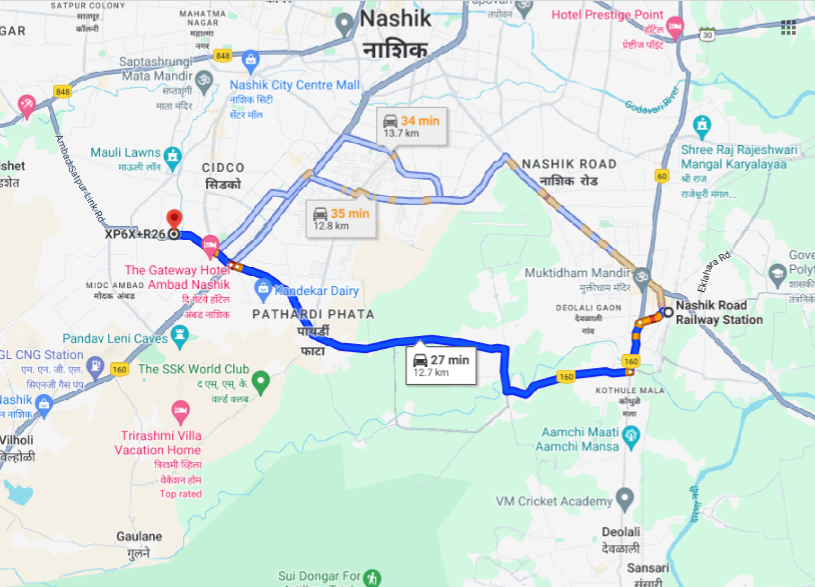 SATPUR COLONY
सातपूर
कॉलनी
MAHATMA
NAGAR
महात्मा
नगर
Nashik
नाशिक
तपोवन
Hotel Prestige Point
हॉटेल
प्रेस्टीज पॉइंट
30
GAR
848
848
Saptashrungi
Mata Mandir
सप्तशृंगी
माता मंदिर
Nashik City Centre Mall
नाशिक सिटी
सेंटर मॉल
Godavari River
34 min
13.7 km
Mauli Lawns
माऊली लॉन
CIDCO
सिडको
NASHIK ROAD
नाशिक रोड
Shree Raj Rajeshwari
Mangal Karyalayaa
श्री राज
राजेश्वरी मंगल...
60
Ambad Satpur Link Rd
35 min
12.8 km
XP6X+R26
The Gateway Hotel
Ambad Nashik
दि गेटवे हॉटेल
अंबड नाशिक
MIDC AMBAD
मोदक अंबड
Kandekar Dairy
PATHARDI PHATA
पाथर्डी
फाटा
Muktidham Mandir
मुक्तीधाम मंदिर
Eklahara Rd
Gove
Polyt
DEOLALI GAON
देवळाली
गांव
Nashik Road
Railway Station
Pandav Leni Caves
GL CNG Station
एम. एन. जी. एल.
सिएनजी गैस पंप
160
The SSK World Club
द एस. एस. के.
वर्ल्ड क्लब
27 min
12.7 km
160
160
KOTHULE MALA
कोथुळे
मळा
Nashik
नाशिक
Vilholi
विल्होळी
Trirashmi Villa
Vacation Home
त्रिरश्मी व्हिला
वेकेशन होम
Top rated
Aamchi Maati
Aamchi Mansa
VM Cricket Academy
Gaulane
गुलने
Deolali
देवळाली
Sansari
संसारी
Sui Dongar For